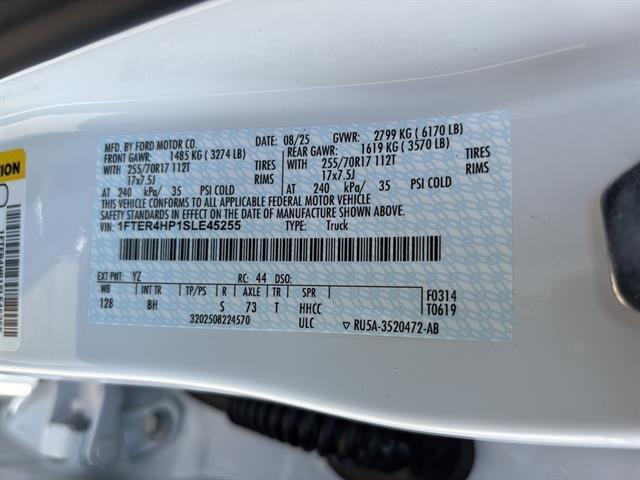 MFD. BY FORD MOTOR CO. 08/25 GVWR: 2799 KG ( 6170 LB)
FRONT GAWR: 1485 KG ( 3274 LB) REAR GAWR: 1619 KG ( 3570 LB)
WITH 255/70R17 112T TIRES WITH 255/70R17 112T TIRES
17x7.5J RIMS 17x7.5J RIMS
AT 240 kPa/ 35 PSI COLD AT 240 kPa/ 35 PSI COLD
THIS VEHICLE CONFORMS TO ALL APPLICABLE FEDERAL MOTOR VEHICLE
SAFETY STANDARDS IN EFFECT ON THE DATE OF MANUFACTURE SHOWN ABOVE.
VIN: 1FTER4HP1SLE45255 TYPE: Truck
EXT PNT: YZ RC: 44 DSO:
WB INT TR TP/PS R AXLE TR SPR F0314
128 BH S 73 T HHCC T0619
3202508224570 ULC RU5A-3520472-AB
TION